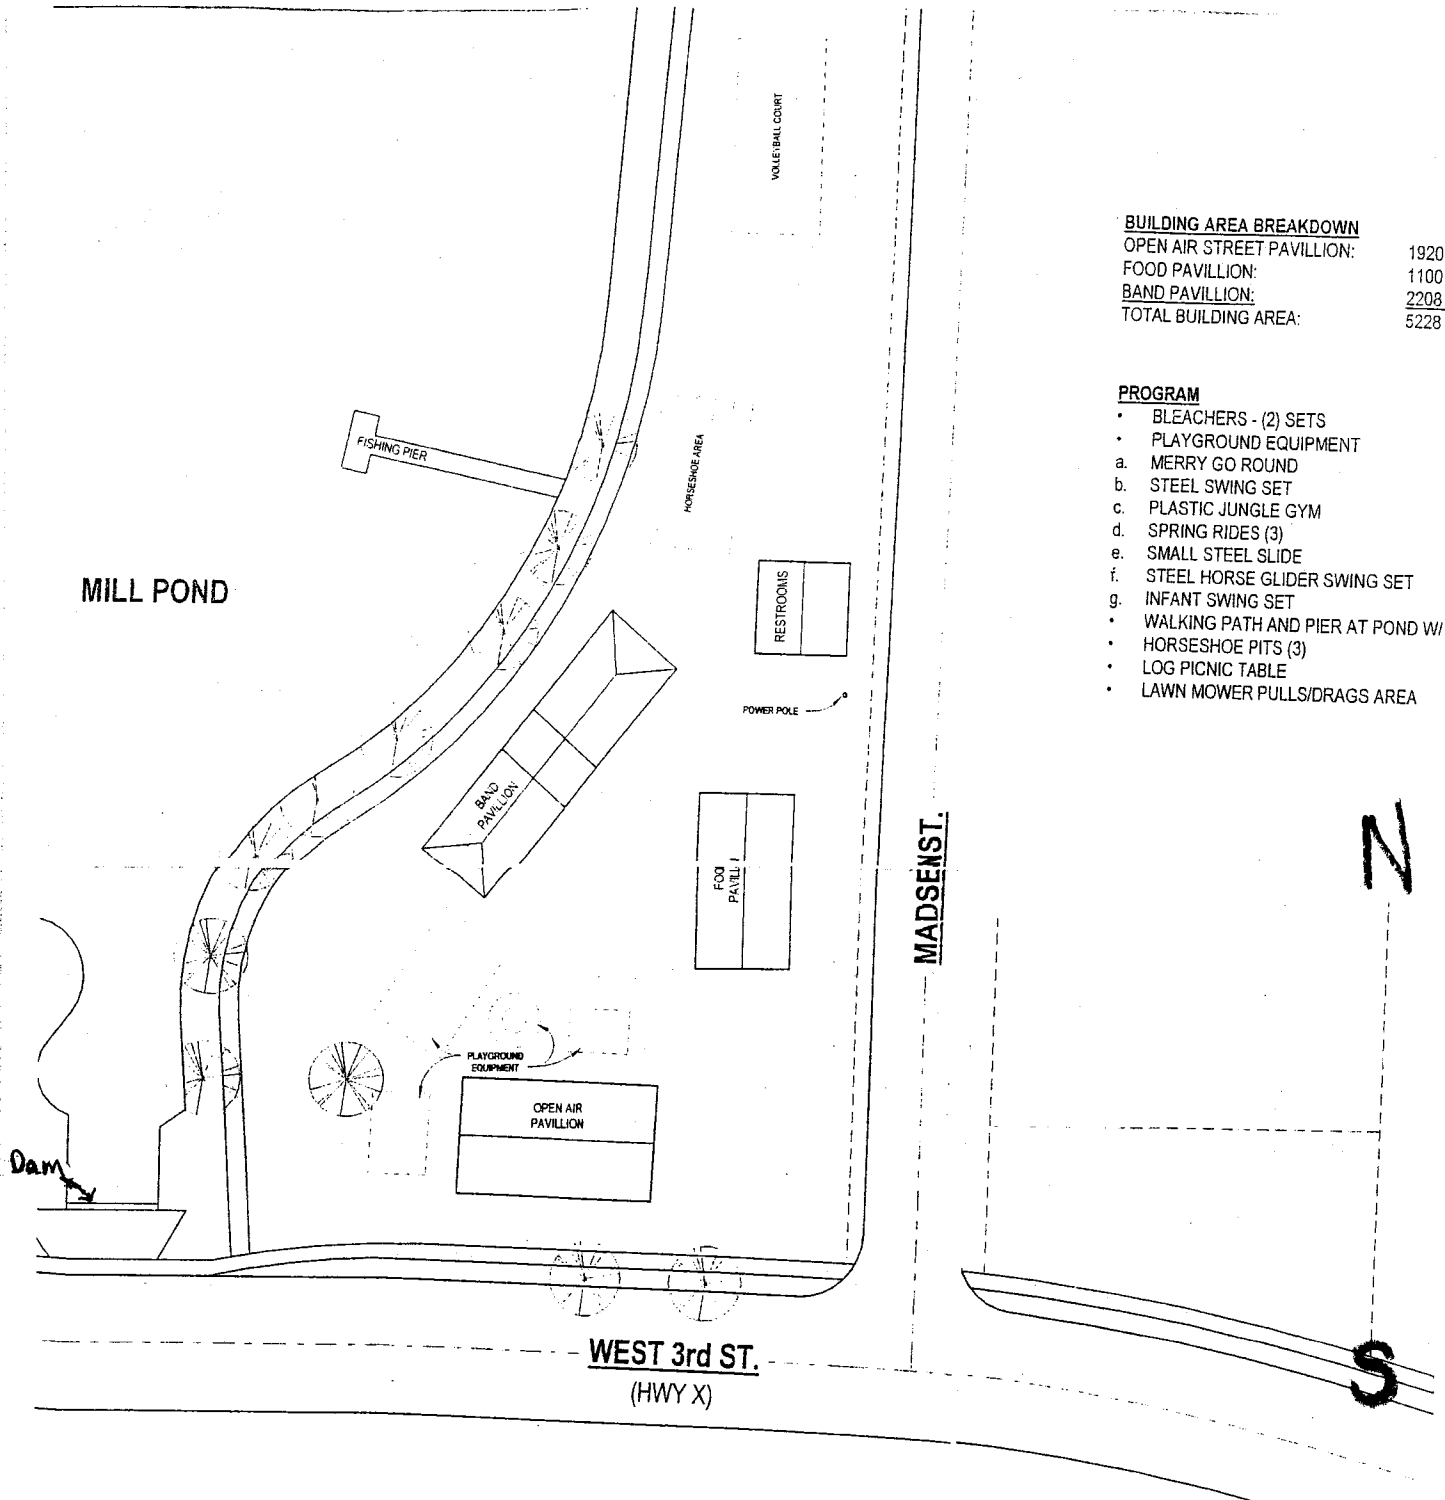 VOLLEYBALL COURT
BUILDING AREA BREAKDOWN
OPEN AIR STREET PAVILLION: 1920
FOOD PAVILLION: 1100
BAND PAVILLION: 2208
TOTAL BUILDING AREA: 5228
PROGRAM
• BLEACHERS - (2) SETS
• PLAYGROUND EQUIPMENT
a. MERRY GO ROUND
b. STEEL SWING SET
c. PLASTIC JUNGLE GYM
d. SPRING RIDES (3)
e. SMALL STEEL SLIDE
f. STEEL HORSE GLIDER SWING SET
g. INFANT SWING SET
• WALKING PATH AND PIER AT POND W/
• HORSESHOE PITS (3)
• LOG PICNIC TABLE
• LAWN MOWER PULLS/DRAGS AREA
FISHING PIER
HORSESHOE AREA
MILL POND
RESTROOMS
POWER POLE
BAND
PAVILLION
MADSEN ST.
N
PLAYGROUND
EQUIPMENT
OPEN AIR
PAVILLION
Dam
WEST 3rd ST.
(HWY X)
S